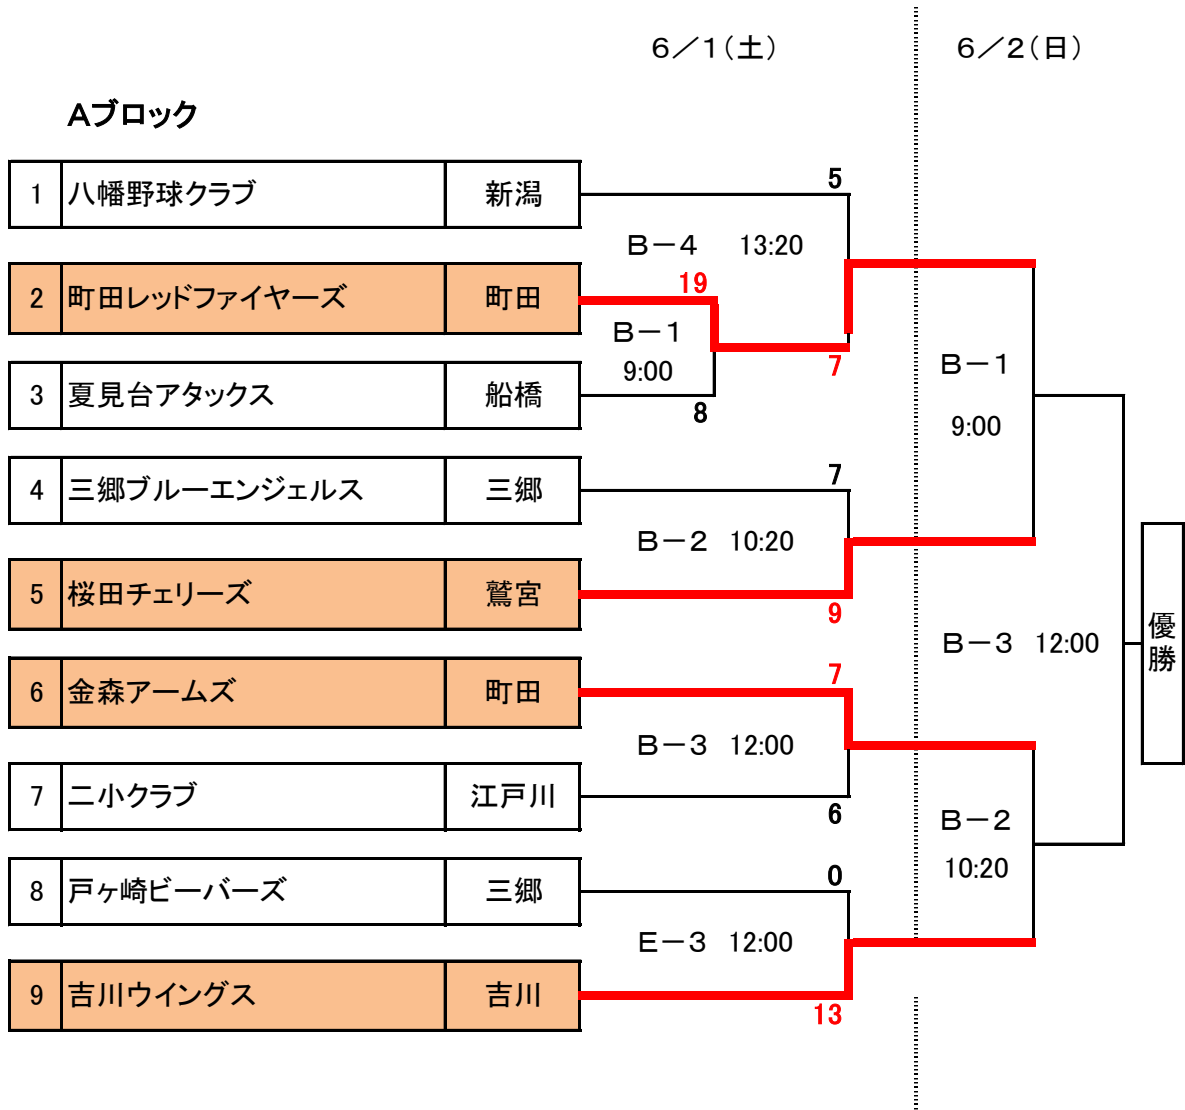 6／1（土）
6／2（日）
Aブロック
1 八幡野球クラブ 新潟
5
B－4 13:20
2 町田レッドファイヤーズ 町田
19
B－1
9:00
7
3 夏見台アタックス 船橋
8
B－1
9:00
4 三郷ブルーエンジェルス 三郷
7
B－2 10:20
5 桜田チェリーズ 鷲宮
9
B－3 12:00
優勝
6 金森アームズ 町田
7
B－3 12:00
7 二小クラブ 江戸川
6
B－2
10:20
8 戸ヶ崎ビーバーズ 三郷
0
E－3 12:00
9 吉川ウイングス 吉川
13